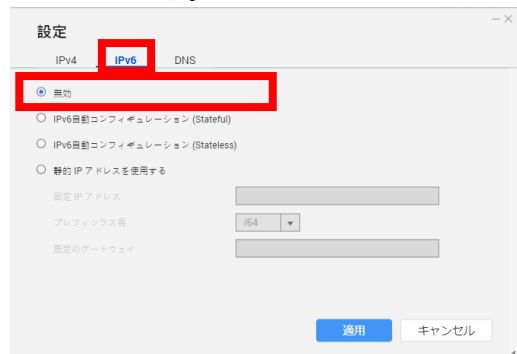 設定
IPv4 IPv6 DNS
無効
IPv6自動コンフィギュレーション (Stateful)
IPv6自動コンフィギュレーション (Stateless)
静的 IP アドレスを使用する
固定 IP アドレス
プレフィックス長 /64
既定のゲートウェイ
適用 キャンセル